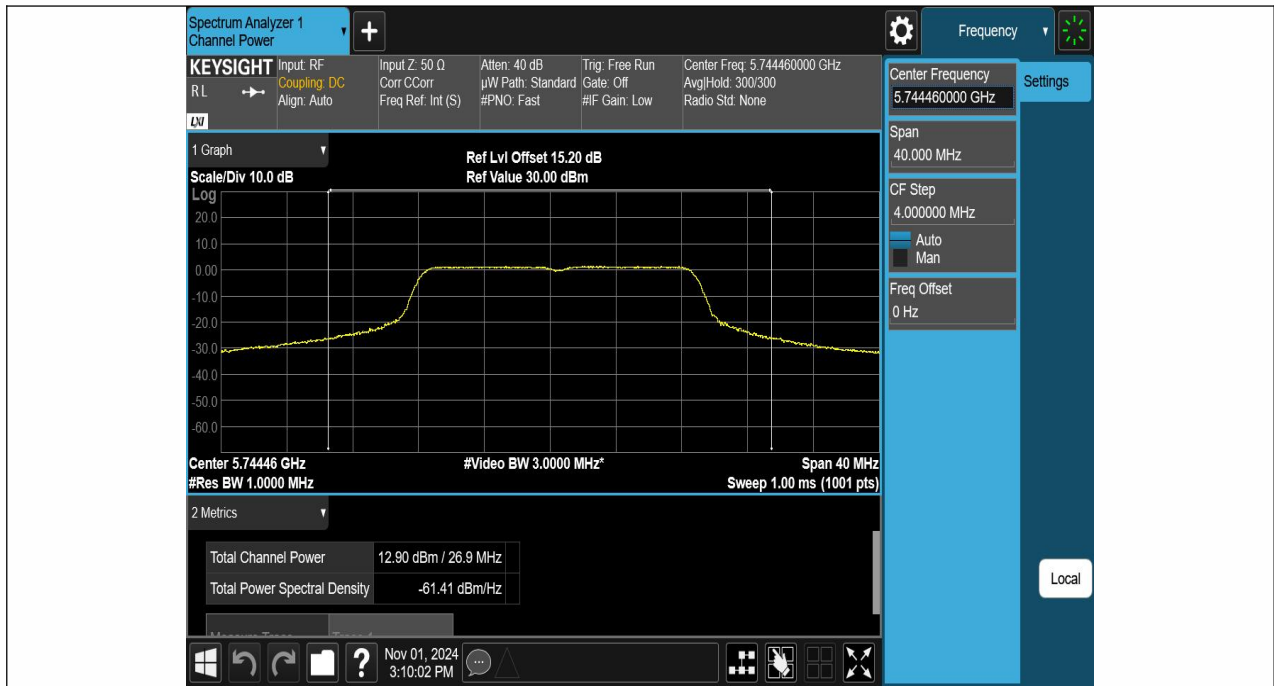 Spectrum Analyzer 1
Channel Power
+
Frequency
KEYSIGHT
RL
LXI
Input: RF
Coupling: DC
Align: Auto
Input Z: 50 Ω
Corr CCorr
Freq Ref: Int (S)
Atten: 40 dB
µW Path: Standard
#PNO: Fast
Trig: Free Run
Gate: Off
#IF Gain: Low
Center Freq: 5.744460000 GHz
Avg|Hold: 300/300
Radio Std: None
Center Frequency
5.744460000 GHz
Settings
Span
40.000 MHz
CF Step
4.000000 MHz
Auto
Man
Freq Offset
0 Hz
Local
1 Graph
Ref Lvl Offset 15.20 dB
Scale/Div 10.0 dB
Ref Value 30.00 dBm
Log
20.0
10.0
0.00
-10.0
-20.0
-30.0
-40.0
-50.0
-60.0
Center 5.74446 GHz
#Video BW 3.0000 MHz*
Span 40 MHz
#Res BW 1.0000 MHz
Sweep 1.00 ms (1001 pts)
2 Metrics
Total Channel Power 12.90 dBm / 26.9 MHz
Total Power Spectral Density -61.41 dBm/Hz
?
Nov 01, 2024
3:10:02 PM